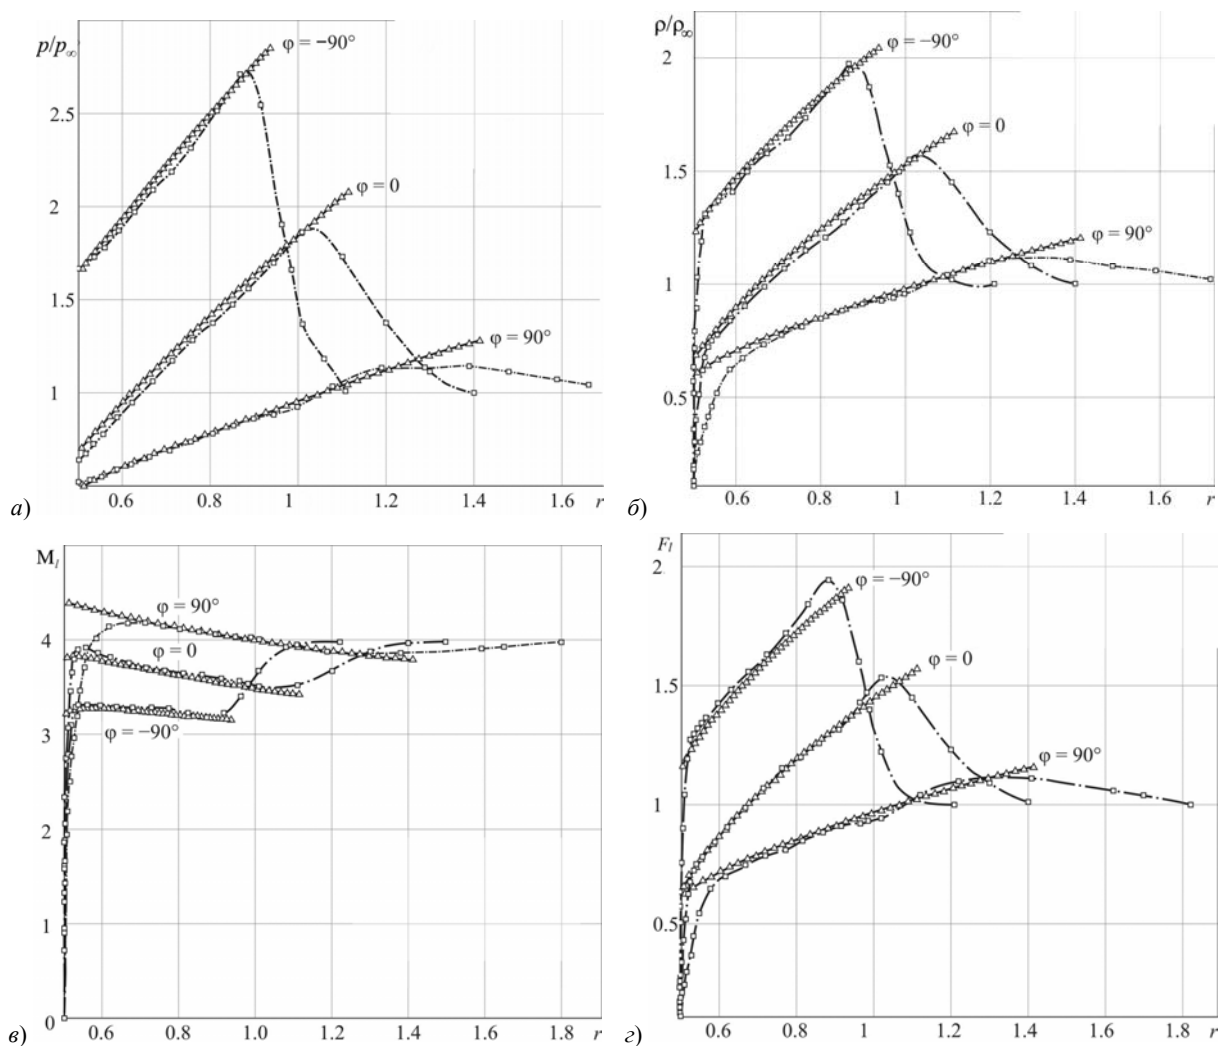 p/p∞
φ = −90°
2.5
2
φ = 0
1.5
φ = 90°
1
0.6 0.8 1 1.2 1.4 1.6 r
а)
ρ/ρ∞
φ = −90°
2
φ = 0
1.5
φ = 90°
1
0.5
0.6 0.8 1 1.2 1.4 1.6 r
б)
M_l
φ = 90°
4
φ = 0
3
φ = −90°
2
1
0
0.6 0.8 1.0 1.2 1.4 1.6 1.8 r
в)
F_l
2
φ = −90°
φ = 0
1.5
φ = 90°
1
0.5
0.6 0.8 1 1.2 1.4 1.6 1.8 r
г)